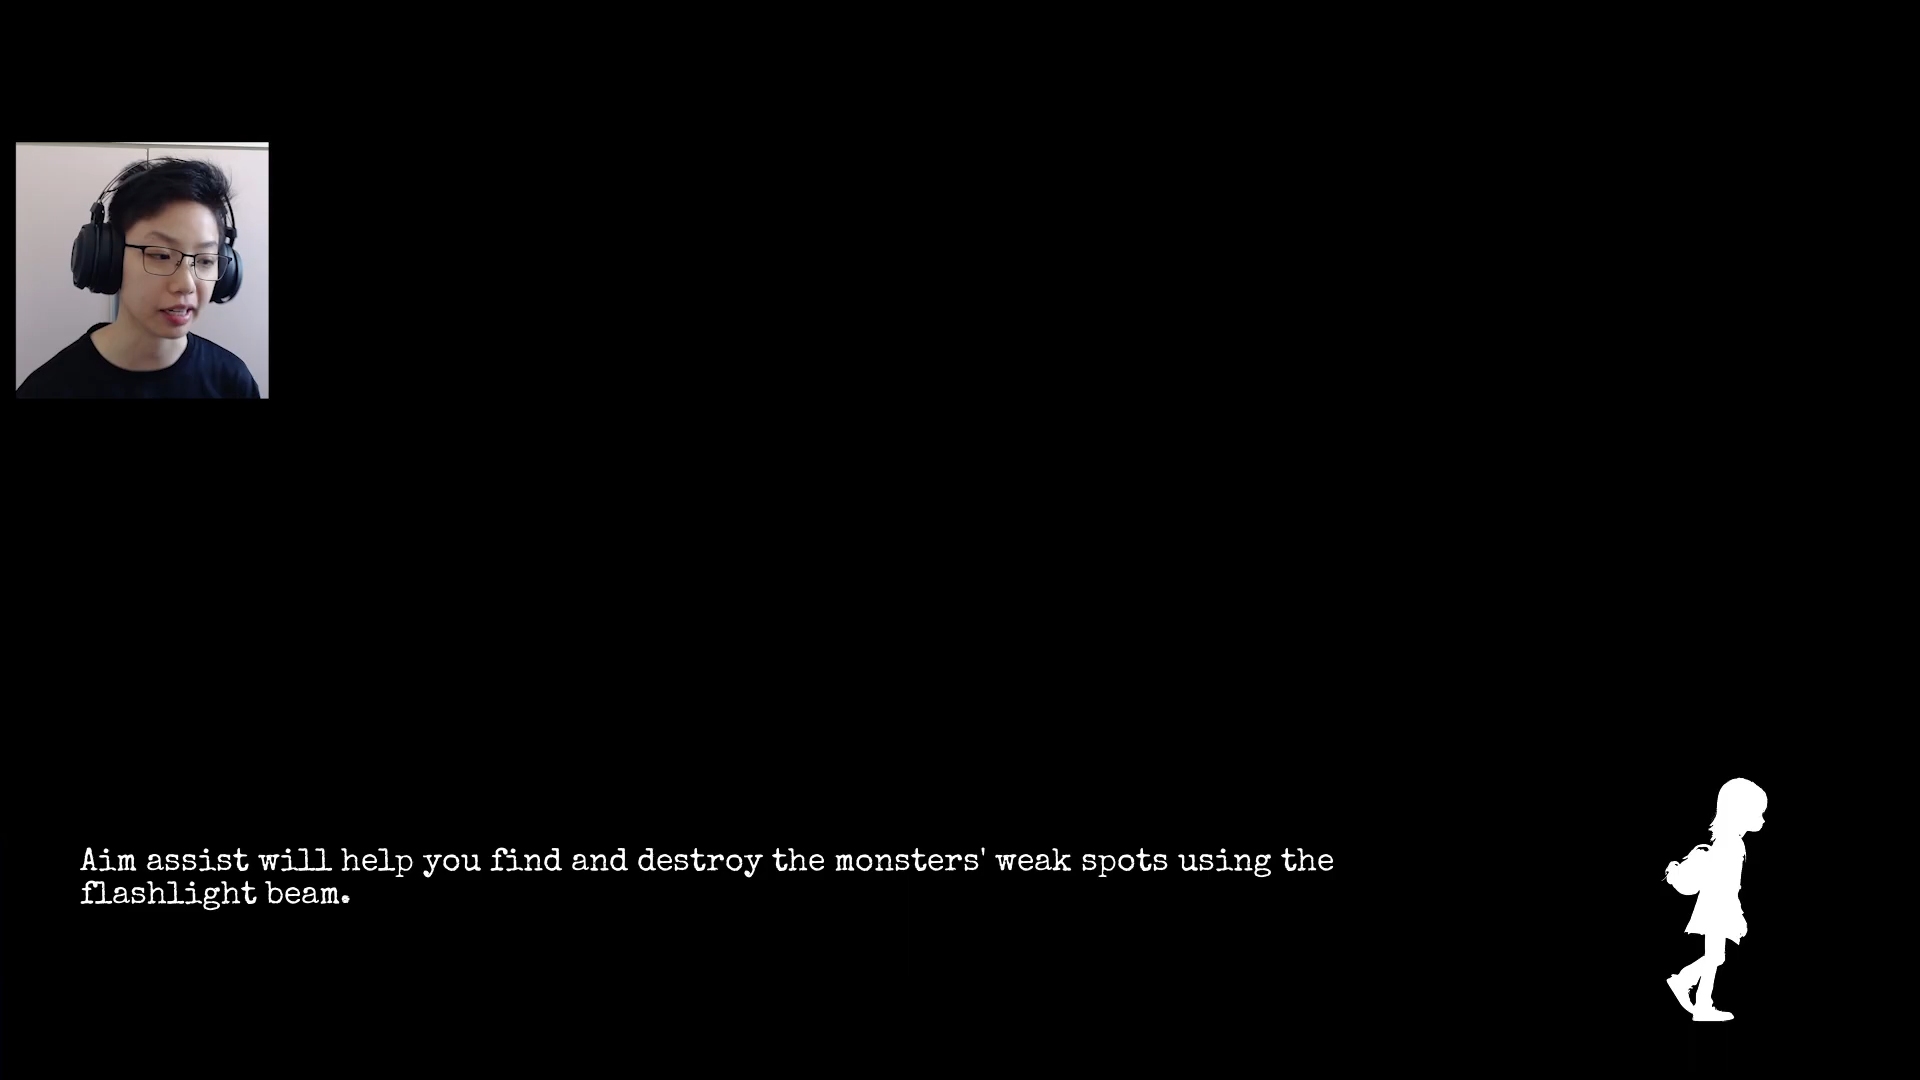 Aim assist will help you find and destroy the monsters' weak spots using the
flashlight beam.